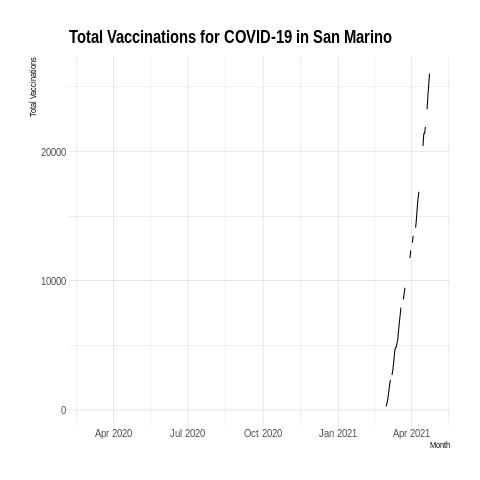 Total Vaccinations for COVID-19 in San Marino
Total Vaccinations
20000
10000
0
Apr 2020 Jul 2020 Oct 2020 Jan 2021 Apr 2021
Month